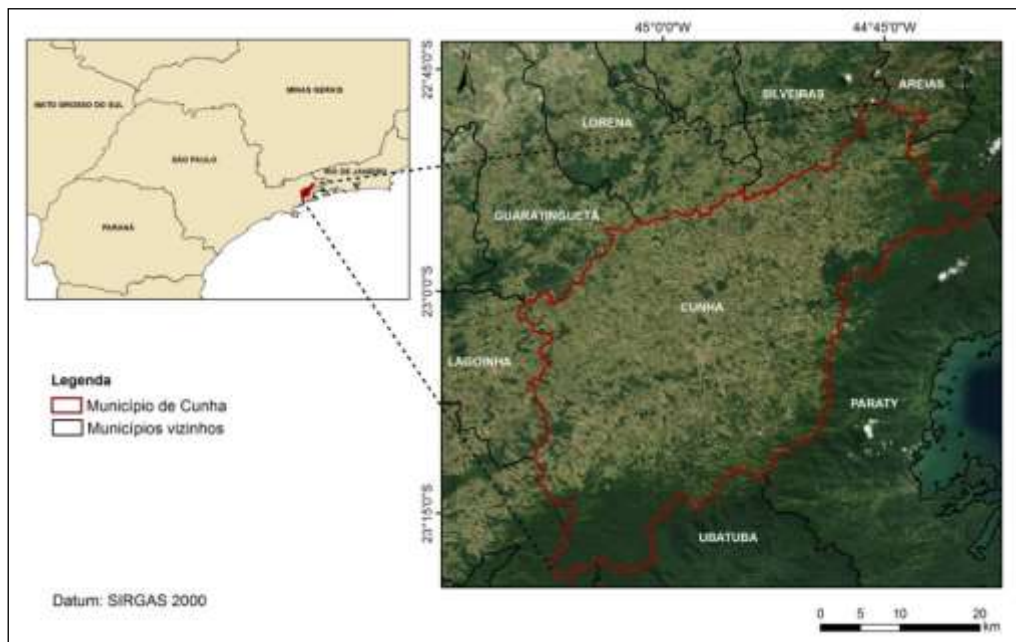 MATO GROSSO DO SUL
MINAS GERAIS
SÃO PAULO
RIO DE JANEIRO
PARANÁ
Legenda
Município de Cunha
Municípios vizinhos
Datum: SIRGAS 2000
45°0'0"W
44°45'0"W
22°45'0"S
23°0'0"S
23°15'0"S
N
AREIAS
SILVEIRAS
LORENA
GUARATINGUETÁ
CUNHA
LAGOINHA
PARATY
UBATUBA
0 5 10 20
km